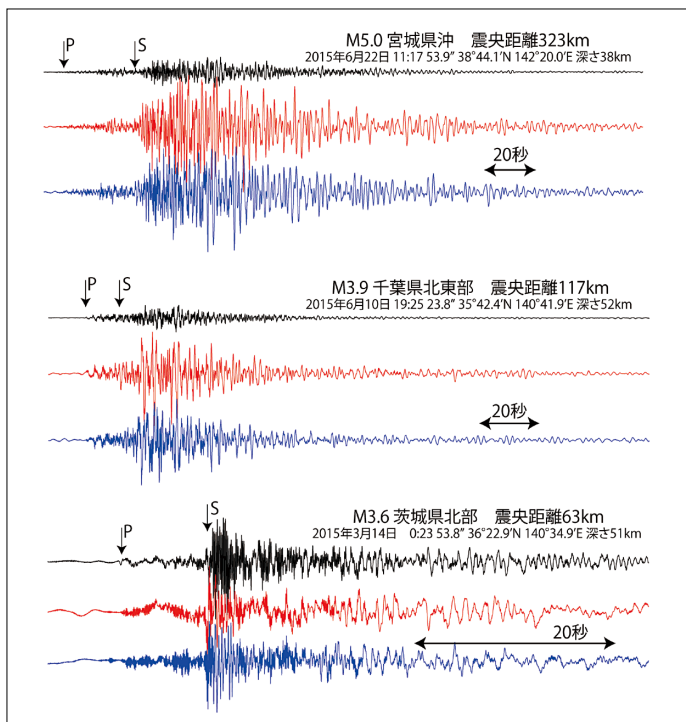 M5.0 宮城県沖　震央距離323km
2015年6月22日 11:17 53.9" 38°44.1'N 142°20.0'E 深さ38km
P
S
20秒
M3.9 千葉県北東部　震央距離117km
2015年6月10日 19:25 23.8" 35°42.4'N 140°41.9'E 深さ52km
P
S
20秒
M3.6 茨城県北部　震央距離63km
2015年3月14日　0:23 53.8" 36°22.9'N 140°34.9'E 深さ51km
P
S
20秒